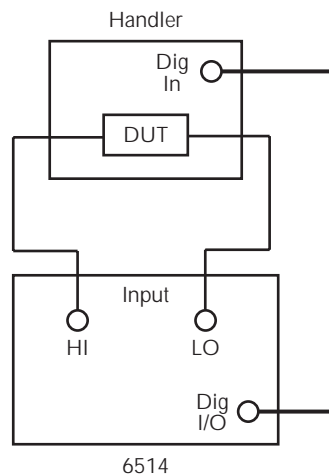 Handler
Dig
In
DUT
Input
HI
LO
Dig
I/O
6514